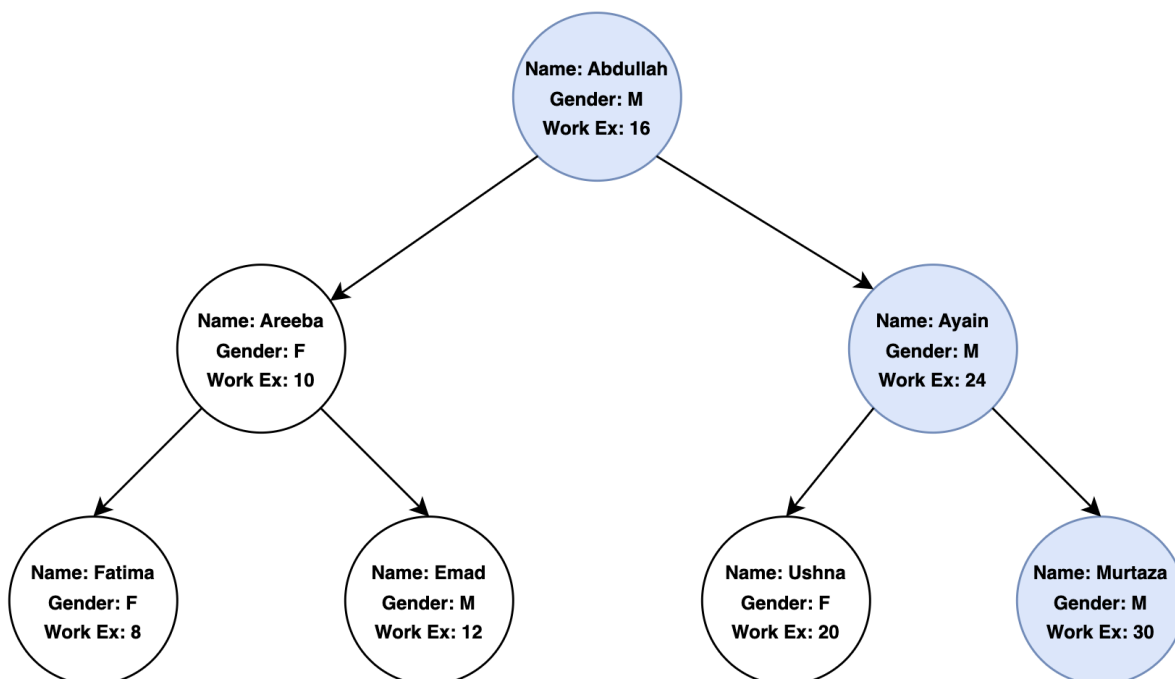 Name: Abdullah
Gender: M
Work Ex: 16
Name: Areeba
Gender: F
Work Ex: 10
Name: Ayain
Gender: M
Work Ex: 24
Name: Fatima
Gender: F
Work Ex: 8
Name: Emad
Gender: M
Work Ex: 12
Name: Ushna
Gender: F
Work Ex: 20
Name: Murtaza
Gender: M
Work Ex: 30